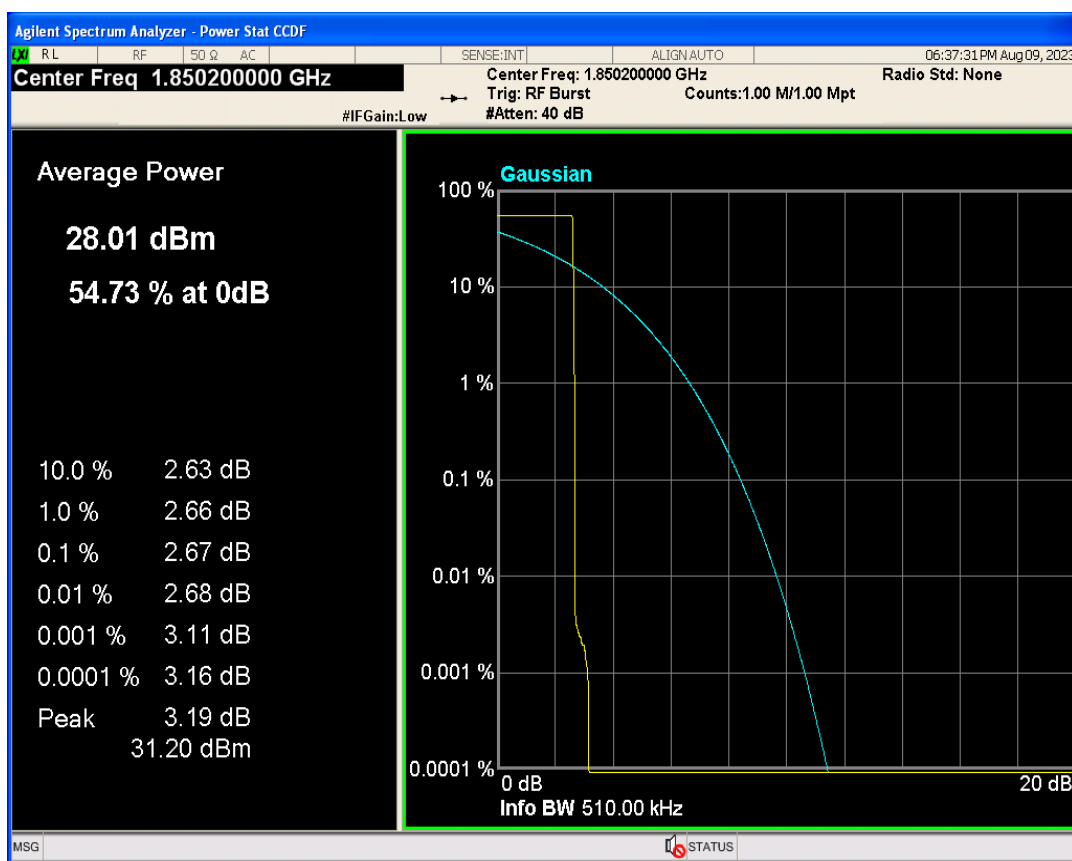 Agilent Spectrum Analyzer - Power Stat CCDF
LXI RL RF 50 Ω AC SENSE:INT ALIGN AUTO 06:37:31 PM Aug 09, 2023
Center Freq 1.850200000 GHz
Center Freq: 1.850200000 GHz Radio Std: None
Trig: RF Burst Counts:1.00 M/1.00 Mpt
#IFGain:Low #Atten: 40 dB
Average Power
28.01 dBm
54.73 % at 0dB
10.0 % 2.63 dB
1.0 % 2.66 dB
0.1 % 2.67 dB
0.01 % 2.68 dB
0.001 % 3.11 dB
0.0001 % 3.16 dB
Peak 3.19 dB
31.20 dBm
Gaussian
100 %
10 %
1 %
0.1 %
0.01 %
0.001 %
0.0001 %
0 dB 20 dB
Info BW 510.00 kHz
MSG STATUS